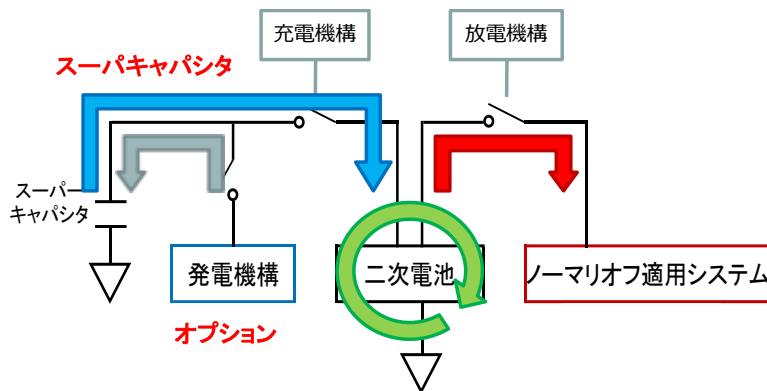 充電機構
放電機構
スーパキャパシタ
スーパー
キャパシタ
発電機構
二次電池
ノーマリオフ適用システム
オプション